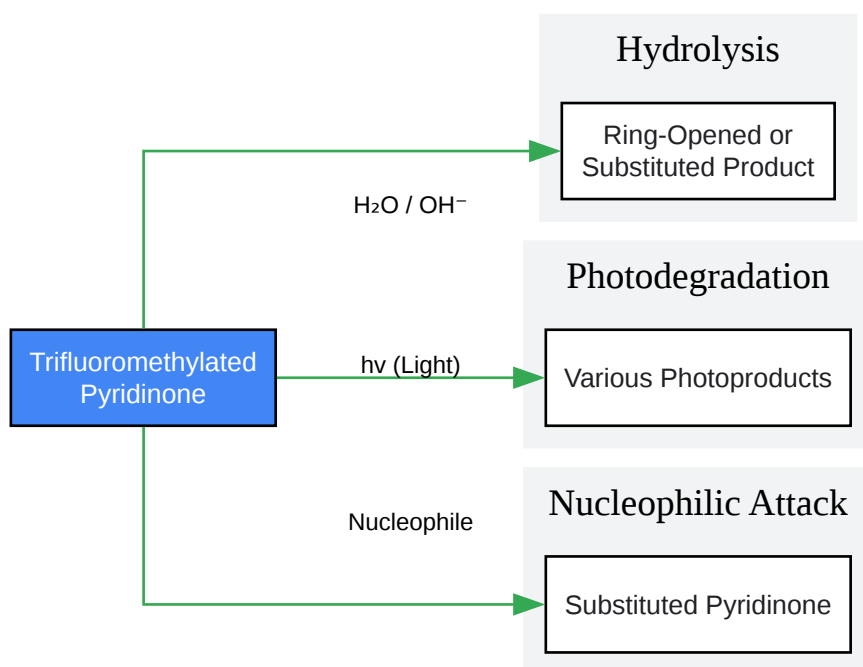 Hydrolysis
Ring-Opened or
Substituted Product
H₂O / OH⁻
Photodegradation
Trifluoromethylated
Pyridinone
hv (Light)
Various Photoproducts
Nucleophilic Attack
Nucleophile
Substituted Pyridinone